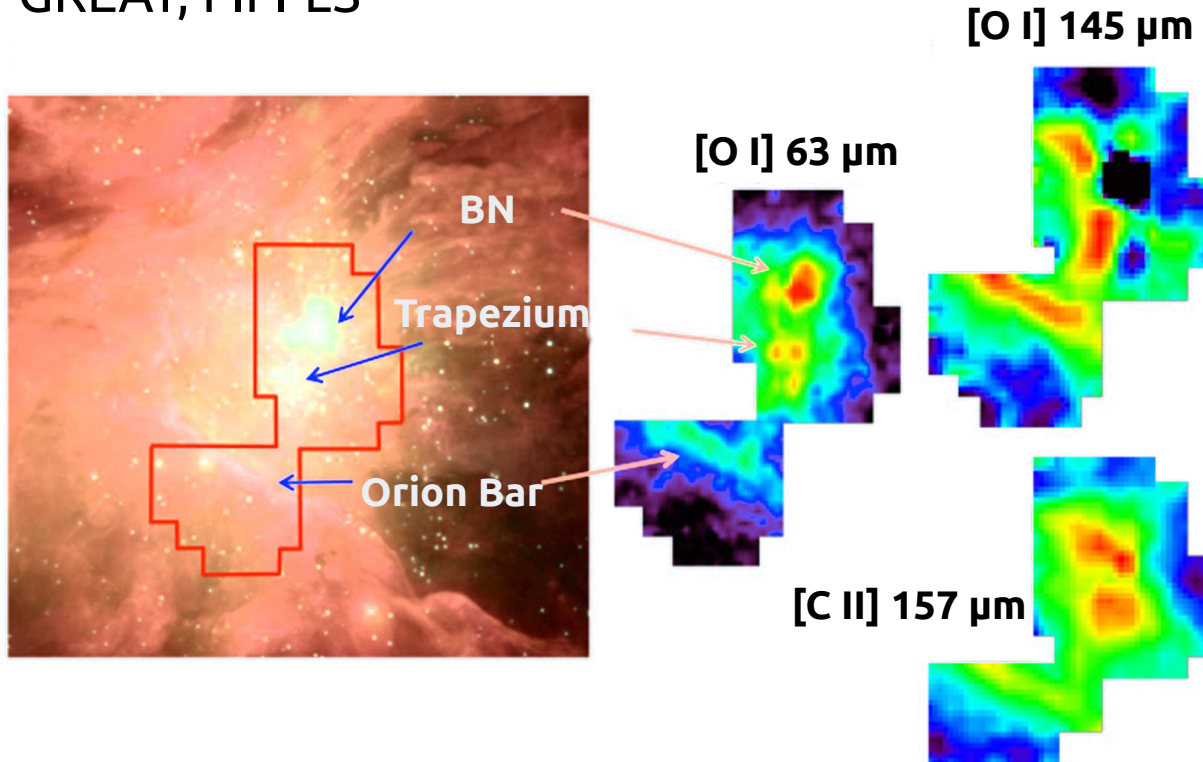 [O I] 145 µm
[O I] 63 µm
BN
Trapezium
Orion Bar
[C II] 157 µm